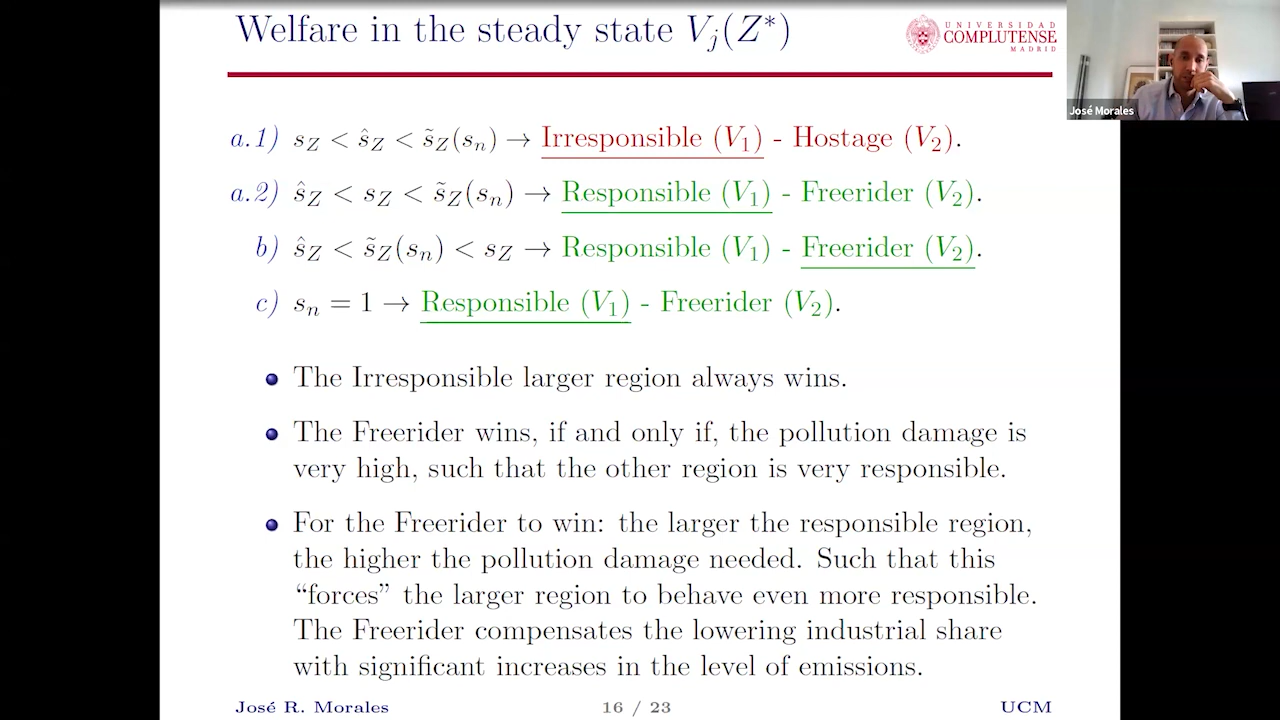 Welfare in the steady state V_j(Z*)
UNIVERSIDAD
COMPLUTENSE
MADRID
José Morales
a.1) s_Z < ŝ_Z < s̃_Z(s_n) → Irresponsible (V_1) - Hostage (V_2).
a.2) ŝ_Z < s_Z < s̃_Z(s_n) → Responsible (V_1) - Freerider (V_2).
b) ŝ_Z < s̃_Z(s_n) < s_Z → Responsible (V_1) - Freerider (V_2).
c) s_n = 1 → Responsible (V_1) - Freerider (V_2).
The Irresponsible larger region always wins.
The Freerider wins, if and only if, the pollution damage is
very high, such that the other region is very responsible.
For the Freerider to win: the larger the responsible region,
the higher the pollution damage needed. Such that this
“forces” the larger region to behave even more responsible.
The Freerider compensates the lowering industrial share
with significant increases in the level of emissions.
José R. Morales
16 / 23
UCM